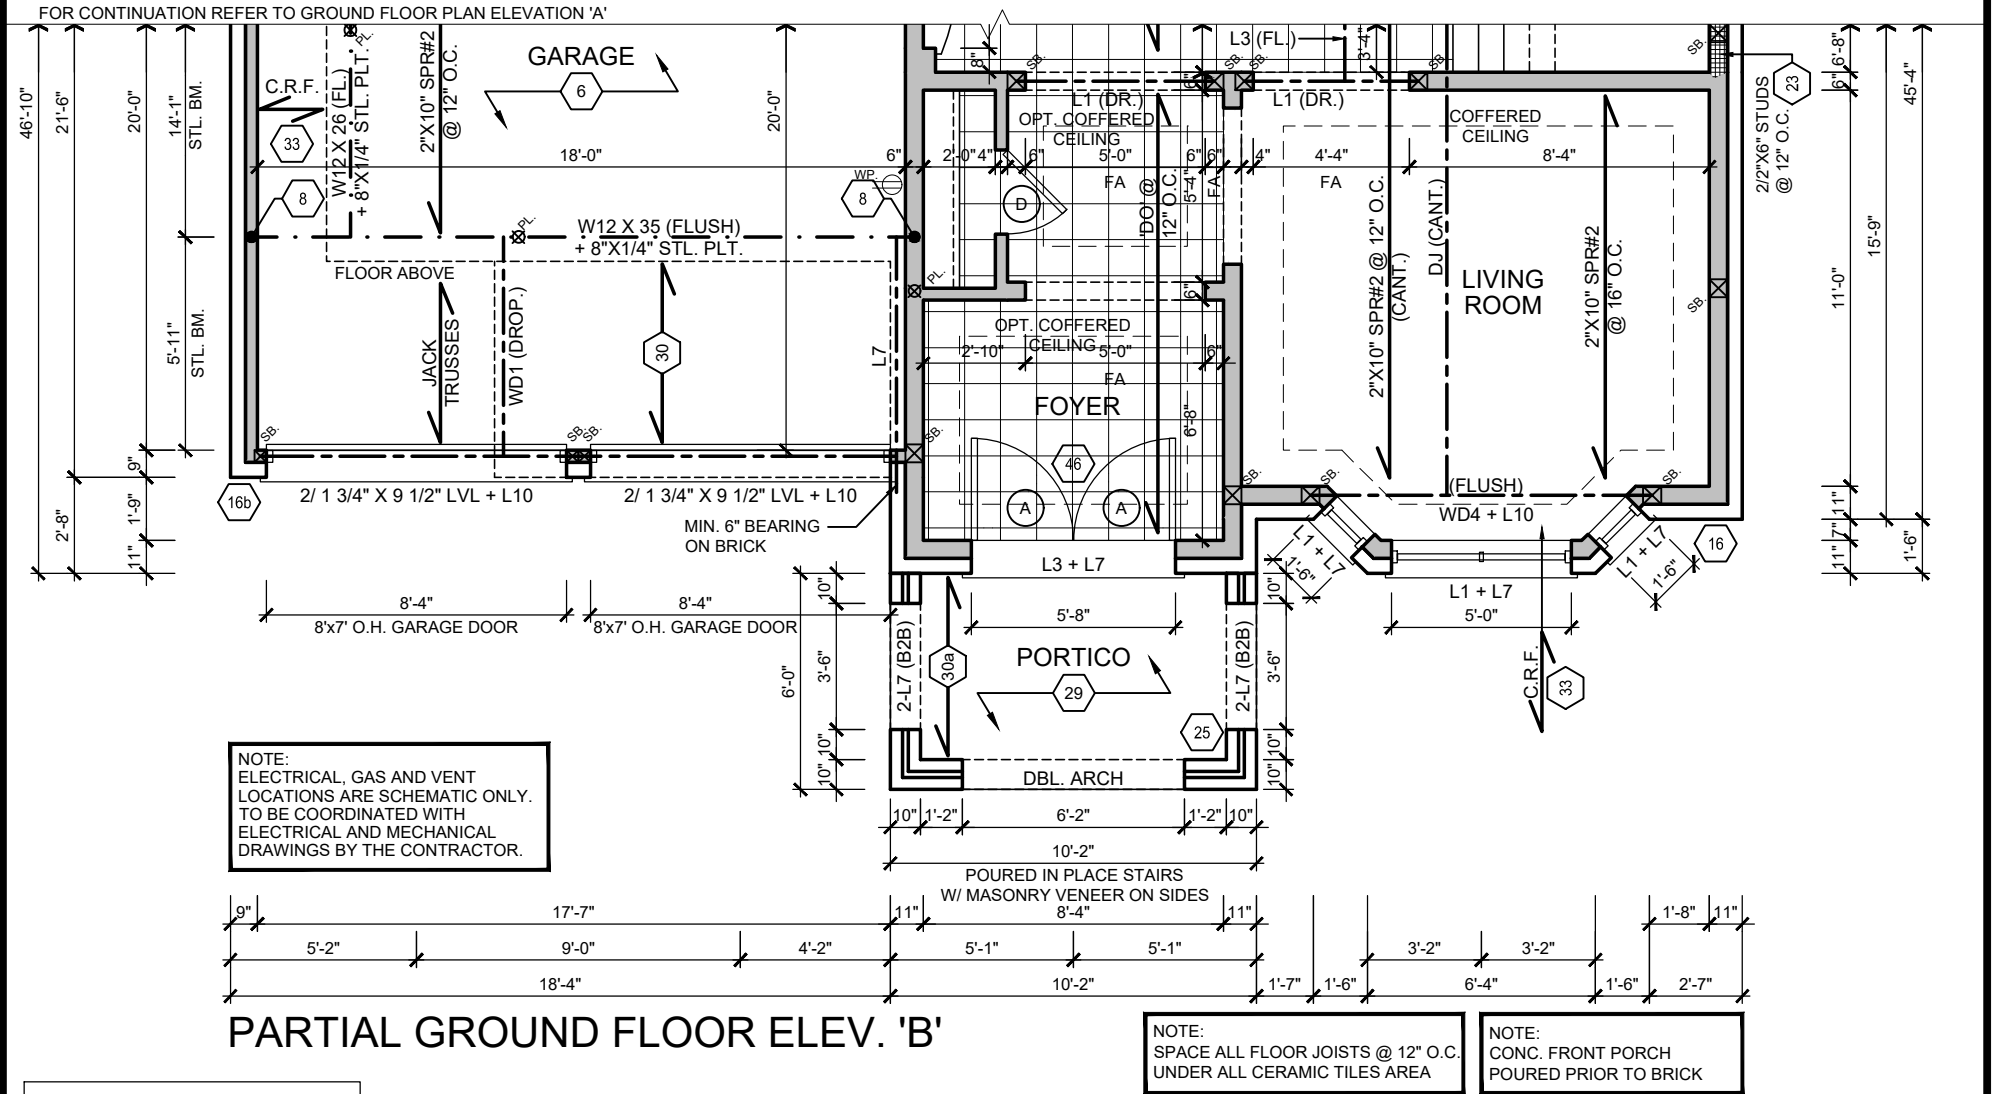 FOR CONTINUATION REFER TO GROUND FLOOR PLAN ELEVATION 'A'
46'-10"
21'-6"
20'-0"
14'-1"
STL. BM.
5'-11"
STL. BM.
9"
1'-9"
2'-8"
11"
C.R.F.
33
8
W12 X 26 (FL.)
+ 8"X1/4" STL. PLT.
PL.
2"X10" SPR#2
@ 12" O.C.
GARAGE
6
18'-0"
20'-0"
6"
WP.
8
W12 X 35 (FLUSH)
+ 8"X1/4" STL. PLT.
PL.
FLOOR ABOVE
JACK
TRUSSES
WD1 (DROP.)
30
L7
PL.
SB.
SB.
SB.
SB.
16b
2/ 1 3/4" X 9 1/2" LVL + L10
2/ 1 3/4" X 9 1/2" LVL + L10
MIN. 6" BEARING
ON BRICK
8'-4"
8'x7' O.H. GARAGE DOOR
8'-4"
8'x7' O.H. GARAGE DOOR
8"
SB.
L1 (DR.)
OPT. COFFERED
CEILING
2'-0"
4"
6"
5'-0"
FA
6"
6"
D
'DO' @
12" O.C.
5'-4"
FA
6"
SB.
SB.
L3 (FL.)
3'-4"
L1 (DR.)
4"
4'-4"
FA
SB.
COFFERED
CEILING
8'-4"
2"X10" SPR#2 @ 12" O.C.
(CANT.)
DJ (CANT.)
LIVING
ROOM
2"X10" SPR#2
@ 16" O.C.
SB.
SB.
23
2/2"X6" STUDS
@ 12" O.C.
6'-8"
6"
45'-4"
15'-9"
11'-0"
11"
7"
11"
1'-6"
6"
OPT. COFFERED
CEILING
2'-10"
5'-0"
6"
FA
FOYER
6'-8"
46
A
A
L3 + L7
SB.
SB.
SB.
(FLUSH)
WD4 + L10
L1 + L7
1'-6"
L1 + L7
1'-6"
16
L1 + L7
5'-0"
C.R.F.
33
10"
3'-6"
6'-0"
10"
10"
2-L7 (B2B)
30a
5'-8"
PORTICO
29
25
2-L7 (B2B)
10"
3'-6"
10"
10"
DBL. ARCH
10"
1'-2"
6'-2"
1'-2"
10"
10'-2"
POURED IN PLACE STAIRS
W/ MASONRY VENEER ON SIDES
NOTE:
ELECTRICAL, GAS AND VENT
LOCATIONS ARE SCHEMATIC ONLY.
TO BE COORDINATED WITH
ELECTRICAL AND MECHANICAL
DRAWINGS BY THE CONTRACTOR.
9"
17'-7"
11"
8'-4"
11"
1'-8"
11"
5'-2"
9'-0"
4'-2"
5'-1"
5'-1"
3'-2"
3'-2"
18'-4"
10'-2"
1'-7"
1'-6"
6'-4"
1'-6"
2'-7"
PARTIAL GROUND FLOOR ELEV. 'B'
NOTE:
SPACE ALL FLOOR JOISTS @ 12" O.C.
UNDER ALL CERAMIC TILES AREA
NOTE:
CONC. FRONT PORCH
POURED PRIOR TO BRICK